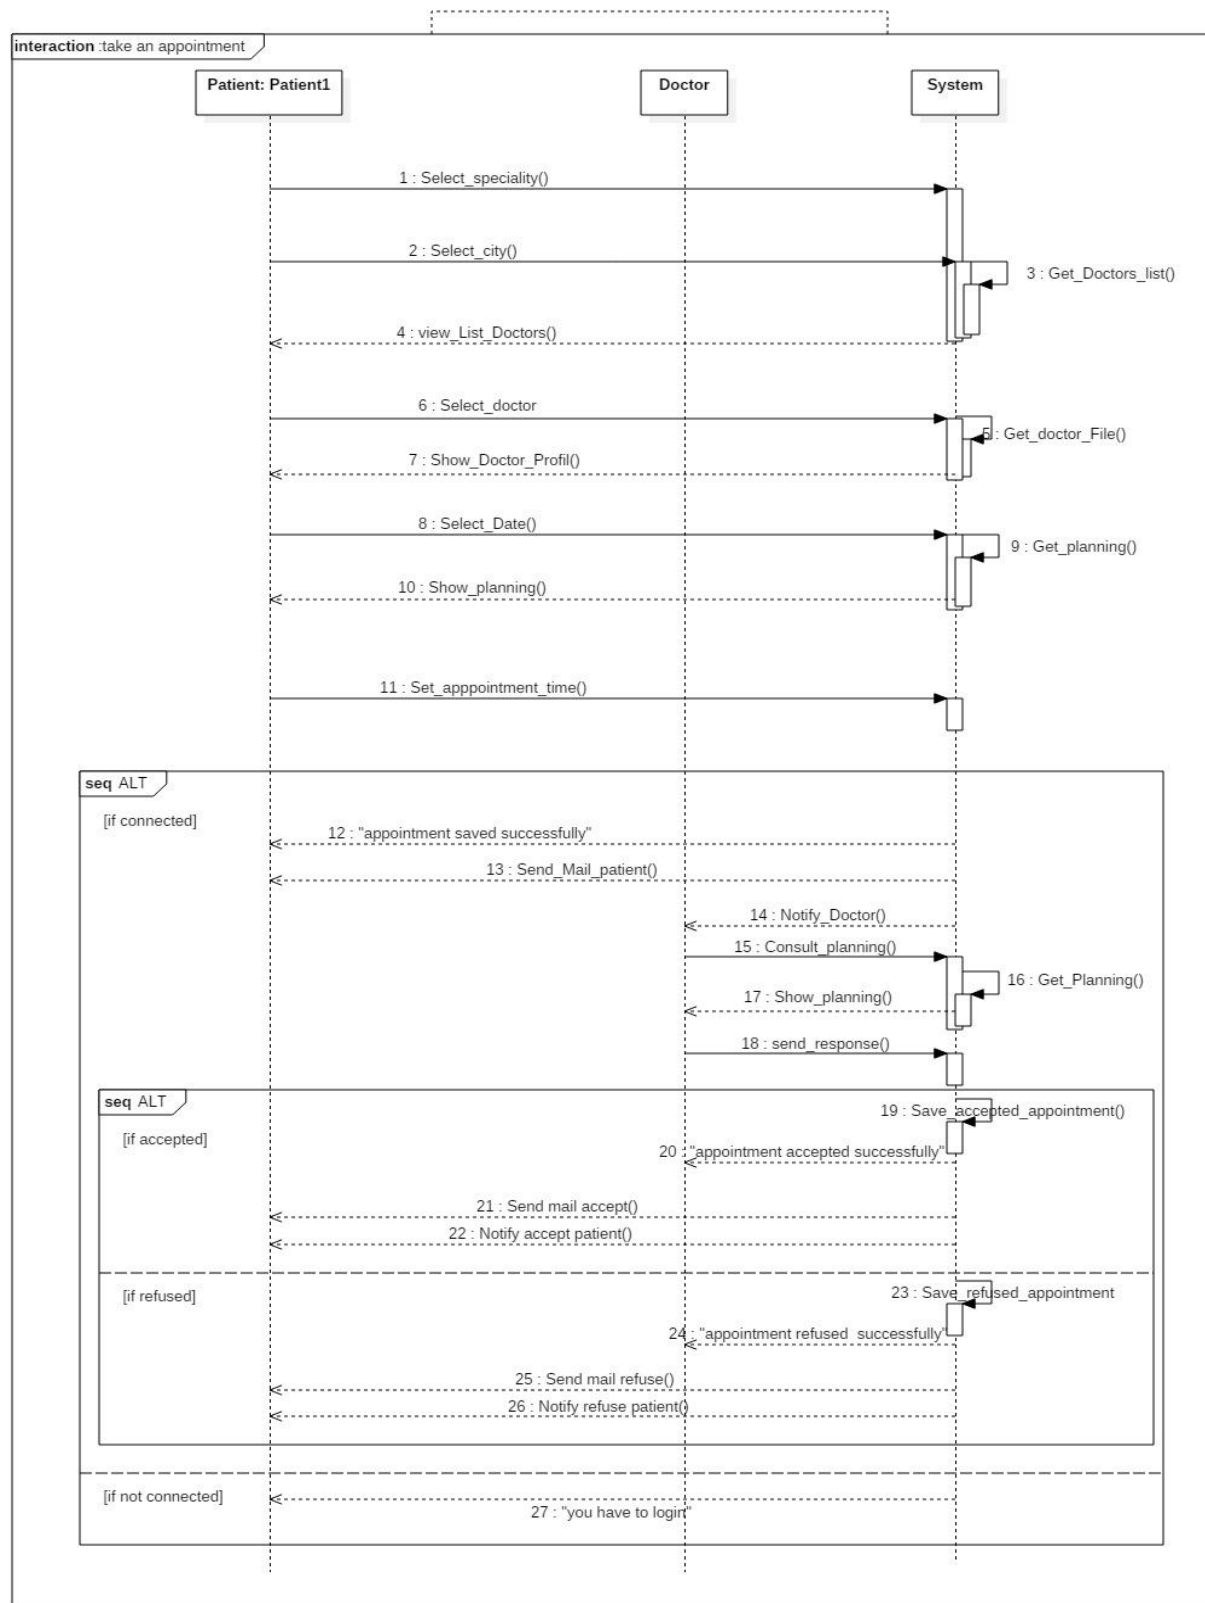 interaction :take an appointment
Patient: Patient1
Doctor
System
1 : Select_speciality()
2 : Select_city()
3 : Get_Doctors_list()
4 : view_List_Doctors()
6 : Select_doctor
5 : Get_doctor_File()
7 : Show_Doctor_Profil()
8 : Select_Date()
9 : Get_planning()
10 : Show_planning()
11 : Set_apppointment_time()
seq ALT
[if connected]
12 : "appointment saved successfully"
13 : Send_Mail_patient()
14 : Notify_Doctor()
15 : Consult_planning()
16 : Get_Planning()
17 : Show_planning()
18 : send_response()
seq ALT
19 : Save_accepted_appointment()
[if accepted]
20 : "appointment accepted successfully"
21 : Send mail accept()
22 : Notify accept patient()
[if refused]
23 : Save_refused_appointment
24 : "appointment refused  successfully"
25 : Send mail refuse()
26 : Notify refuse patient()
[if not connected]
27 : "you have to login"